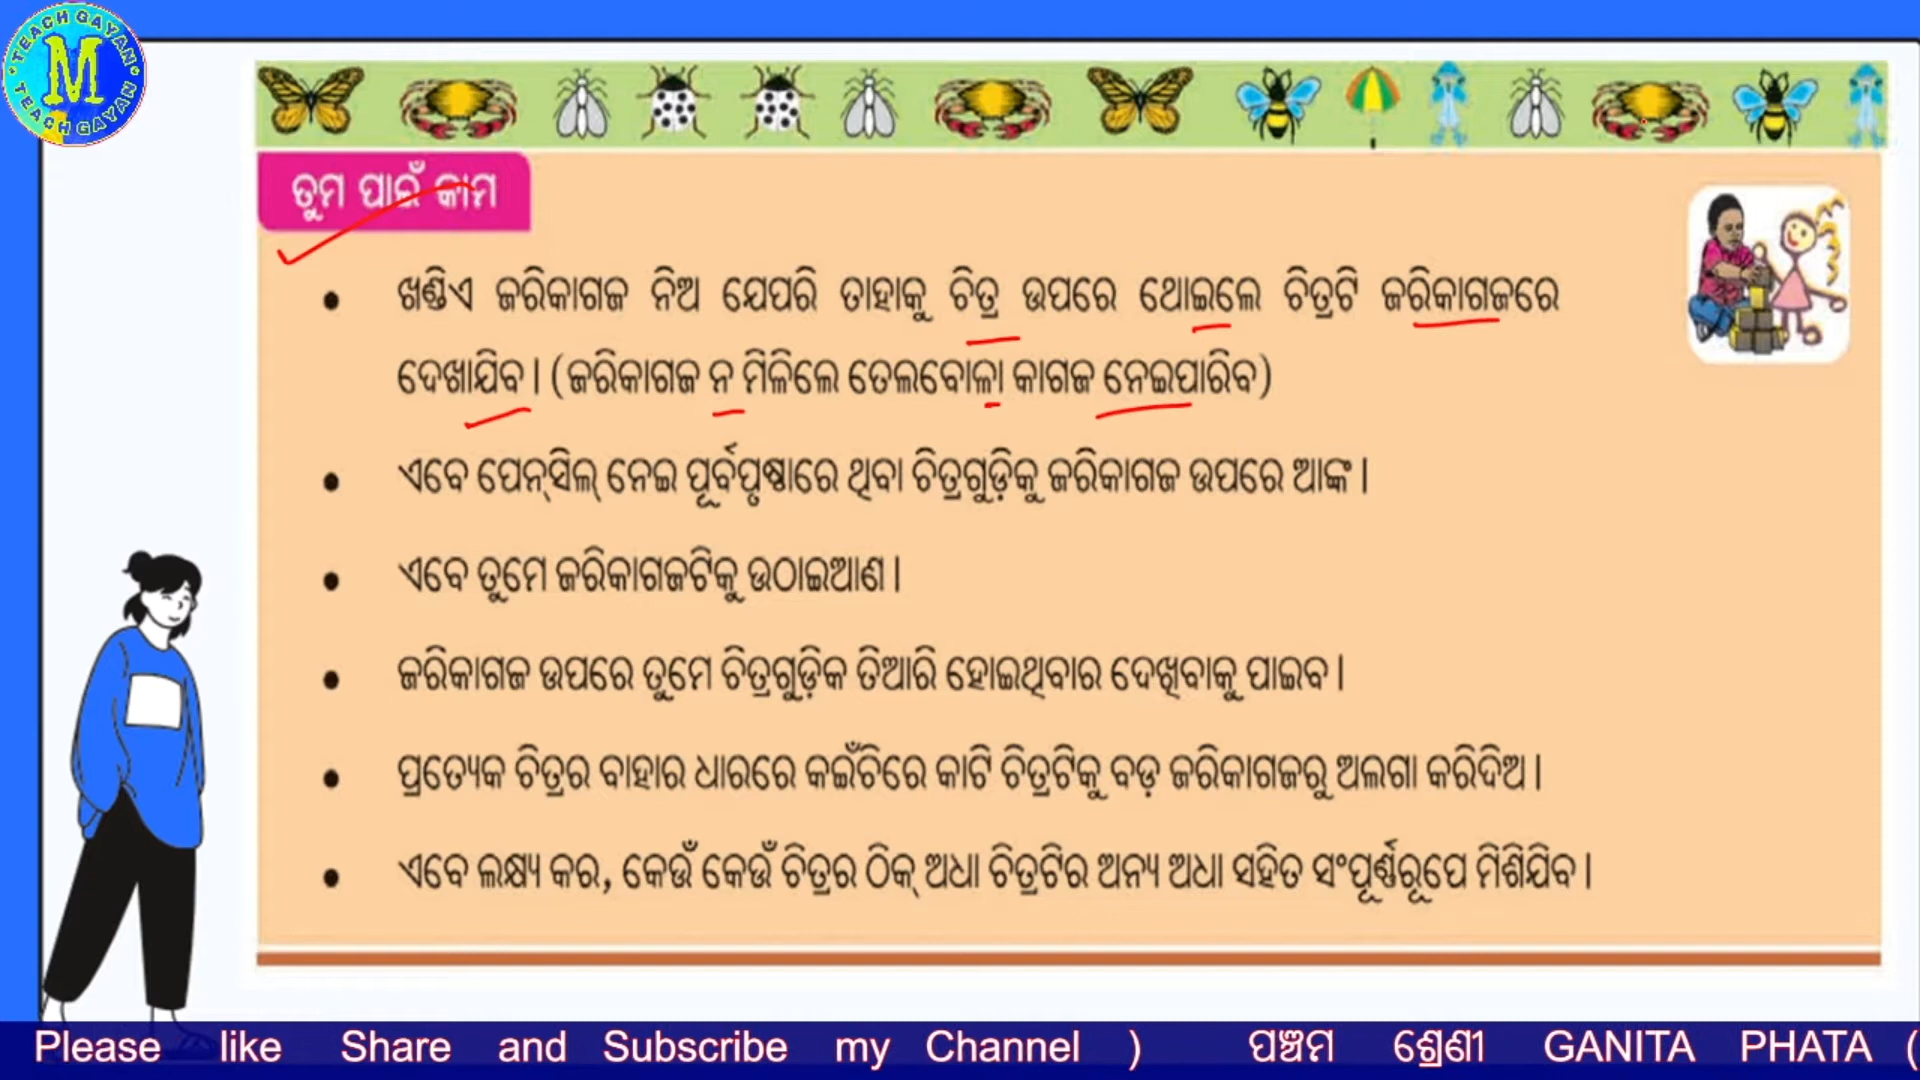 TEACH GAYAN
M
TEACH GAYAN
ତୁମ ପାଇଁ କାମ
• ଖଣ୍ଡିଏ ଜରିକାଗଜ ନିଅ ଯେପରି ତାହାକୁ ଚିତ୍ର ଉପରେ ଥୋଇଲେ ଚିତ୍ରଟି ଜରିକାଗଜରେ
ଦେଖାଯିବ। (ଜରିକାଗଜ ନ ମିଳିଲେ ତେଲବୋଳା କାଗଜ ନେଇପାରିବ)
• ଏବେ ପେନ୍‌ସିଲ୍ ନେଇ ପୂର୍ବପୃଷ୍ଠାରେ ଥିବା ଚିତ୍ରଗୁଡ଼ିକୁ ଜରିକାଗଜ ଉପରେ ଆଙ୍କ।
• ଏବେ ତୁମେ ଜରିକାଗଜଟିକୁ ଉଠାଇଆଣ।
• ଜରିକାଗଜ ଉପରେ ତୁମେ ଚିତ୍ରଗୁଡ଼ିକ ତିଆରି ହୋଇଥିବାର ଦେଖିବାକୁ ପାଇବ।
• ପ୍ରତ୍ୟେକ ଚିତ୍ରର ବାହାର ଧାରରେ କଇଁଚିରେ କାଟି ଚିତ୍ରଟିକୁ ବଡ଼ ଜରିକାଗଜରୁ ଅଲଗା କରିଦିଅ।
• ଏବେ ଲକ୍ଷ୍ୟ କର, କେଉଁ କେଉଁ ଚିତ୍ରର ଠିକ୍ ଅଧା ଚିତ୍ରଟିର ଅନ୍ୟ ଅଧା ସହିତ ସଂପୂର୍ଣ୍ଣରୂପେ ମିଶିଯିବ।
Please like Share and Subscribe my Channel ) ପଞ୍ଚମ ଶ୍ରେଣୀ GANITA PHATA (